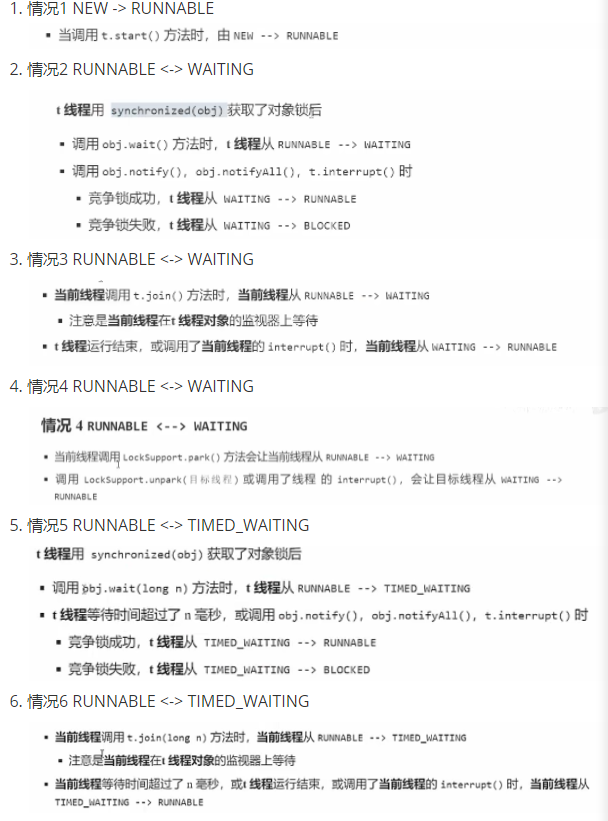 1. 情况1 NEW -> RUNNABLE
▪ 当调用 t.start() 方法时，由 NEW --> RUNNABLE
2. 情况2 RUNNABLE <-> WAITING
t 线程用 synchronized(obj) 获取了对象锁后
▪ 调用 obj.wait() 方法时，t 线程从 RUNNABLE --> WAITING
▪ 调用 obj.notify(), obj.notifyAll(), t.interrupt() 时
▪ 竞争锁成功，t 线程从 WAITING --> RUNNABLE
▪ 竞争锁失败，t 线程从 WAITING --> BLOCKED
3. 情况3 RUNNABLE <-> WAITING
▪ 当前线程调用 t.join() 方法时，当前线程从 RUNNABLE --> WAITING
▪ 注意是当前线程在t 线程对象的监视器上等待
▪ t 线程运行结束，或调用了当前线程的 interrupt() 时，当前线程从 WAITING --> RUNNABLE
4. 情况4 RUNNABLE <-> WAITING
情况 4 RUNNABLE <--> WAITING
▪ 当前线程调用 LockSupport.park() 方法会让当前线程从 RUNNABLE --> WAITING
▪ 调用 LockSupport.unpark(目标线程) 或调用了线程 的 interrupt()，会让目标线程从 WAITING -->
RUNNABLE
5. 情况5 RUNNABLE <-> TIMED_WAITING
t 线程用 synchronized(obj) 获取了对象锁后
▪ 调用 obj.wait(long n) 方法时，t 线程从 RUNNABLE --> TIMED_WAITING
▪ t 线程等待时间超过了 n 毫秒，或调用 obj.notify(), obj.notifyAll(), t.interrupt() 时
▪ 竞争锁成功，t 线程从 TIMED_WAITING --> RUNNABLE
▪ 竞争锁失败，t 线程从 TIMED_WAITING --> BLOCKED
6. 情况6 RUNNABLE <-> TIMED_WAITING
▪ 当前线程调用 t.join(long n) 方法时，当前线程从 RUNNABLE --> TIMED_WAITING
▪ 注意是当前线程在t 线程对象的监视器上等待
▪ 当前线程等待时间超过了 n 毫秒，或t 线程运行结束，或调用了当前线程的 interrupt() 时，当前线程从
TIMED_WAITING --> RUNNABLE